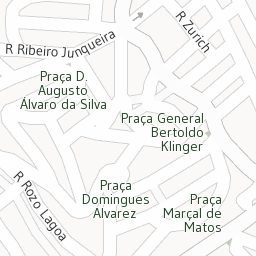 R Zurich
R Ribeiro Junqueira
Praça D.
Augusto
Álvaro da Silva
Praça General
Bertoldo
Klinger
R Rozo Lagoa
Praça
Domingues
Alvarez
Praça
Marçal de
Matos